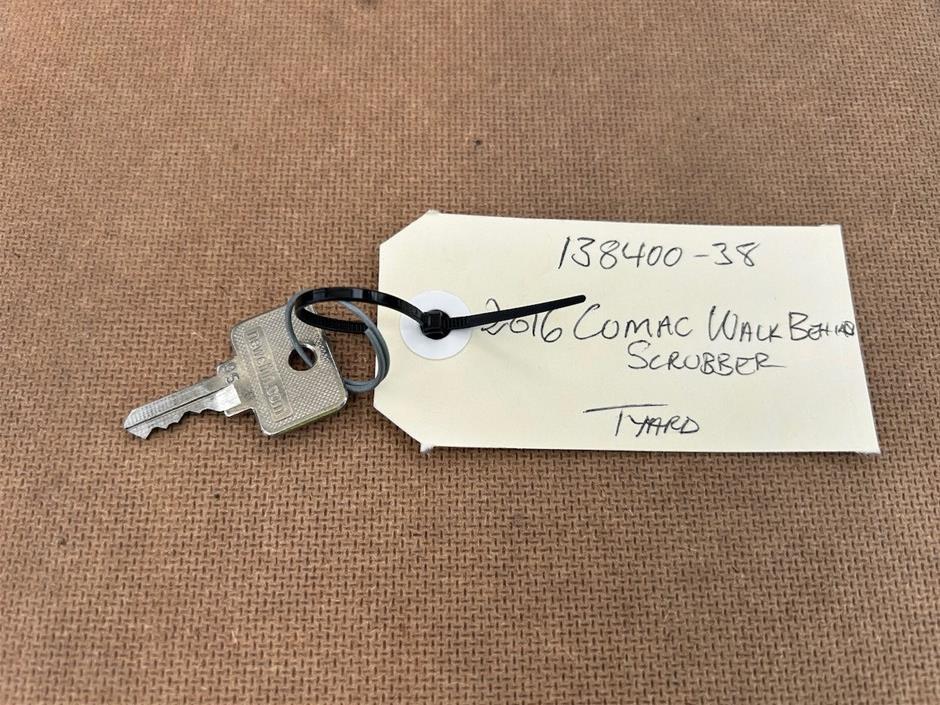 138400-38
2016 COMAC WALK BEHIND
SCRUBBER
TYARD